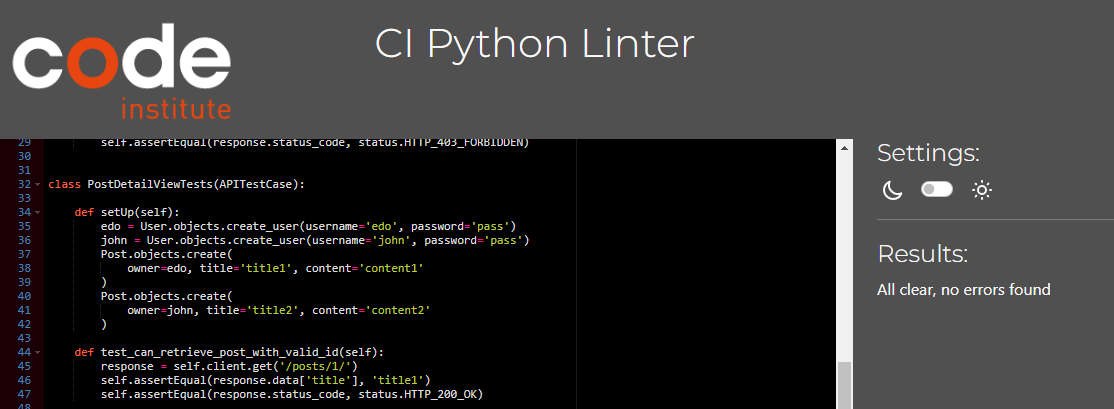 code
institute
CI Python Linter
29 self.assertEqual(response.status_code, status.HTTP_403_FORBIDDEN)
30
31
32 class PostDetailViewTests(APITestCase):
33
34 def setUp(self):
35 edo = User.objects.create_user(username='edo', password='pass')
36 john = User.objects.create_user(username='john', password='pass')
37 Post.objects.create(
38 owner=edo, title='title1', content='content1'
39 )
40 Post.objects.create(
41 owner=john, title='title2', content='content2'
42 )
43
44 def test_can_retrieve_post_with_valid_id(self):
45 response = self.client.get('/posts/1/')
46 self.assertEqual(response.data['title'], 'title1')
47 self.assertEqual(response.status_code, status.HTTP_200_OK)
48
Settings:
Results:
All clear, no errors found